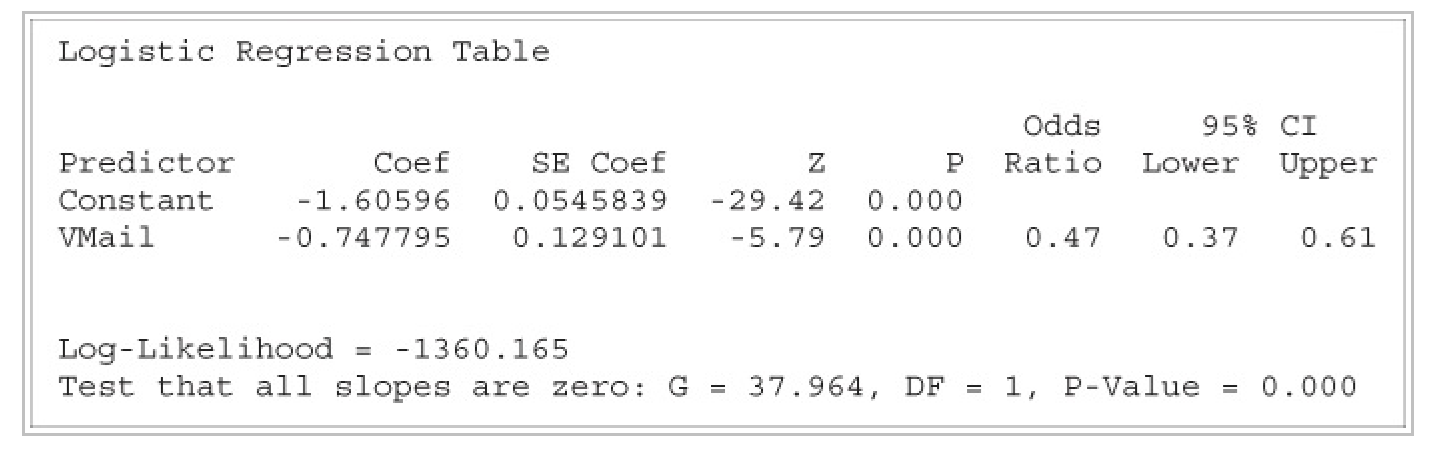 Logistic Regression Table
Odds 95% CI
Predictor Coef SE Coef Z P Ratio Lower Upper
Constant -1.60596 0.0545839 -29.42 0.000
VMail -0.747795 0.129101 -5.79 0.000 0.47 0.37 0.61
Log-Likelihood = -1360.165
Test that all slopes are zero: G = 37.964, DF = 1, P-Value = 0.000